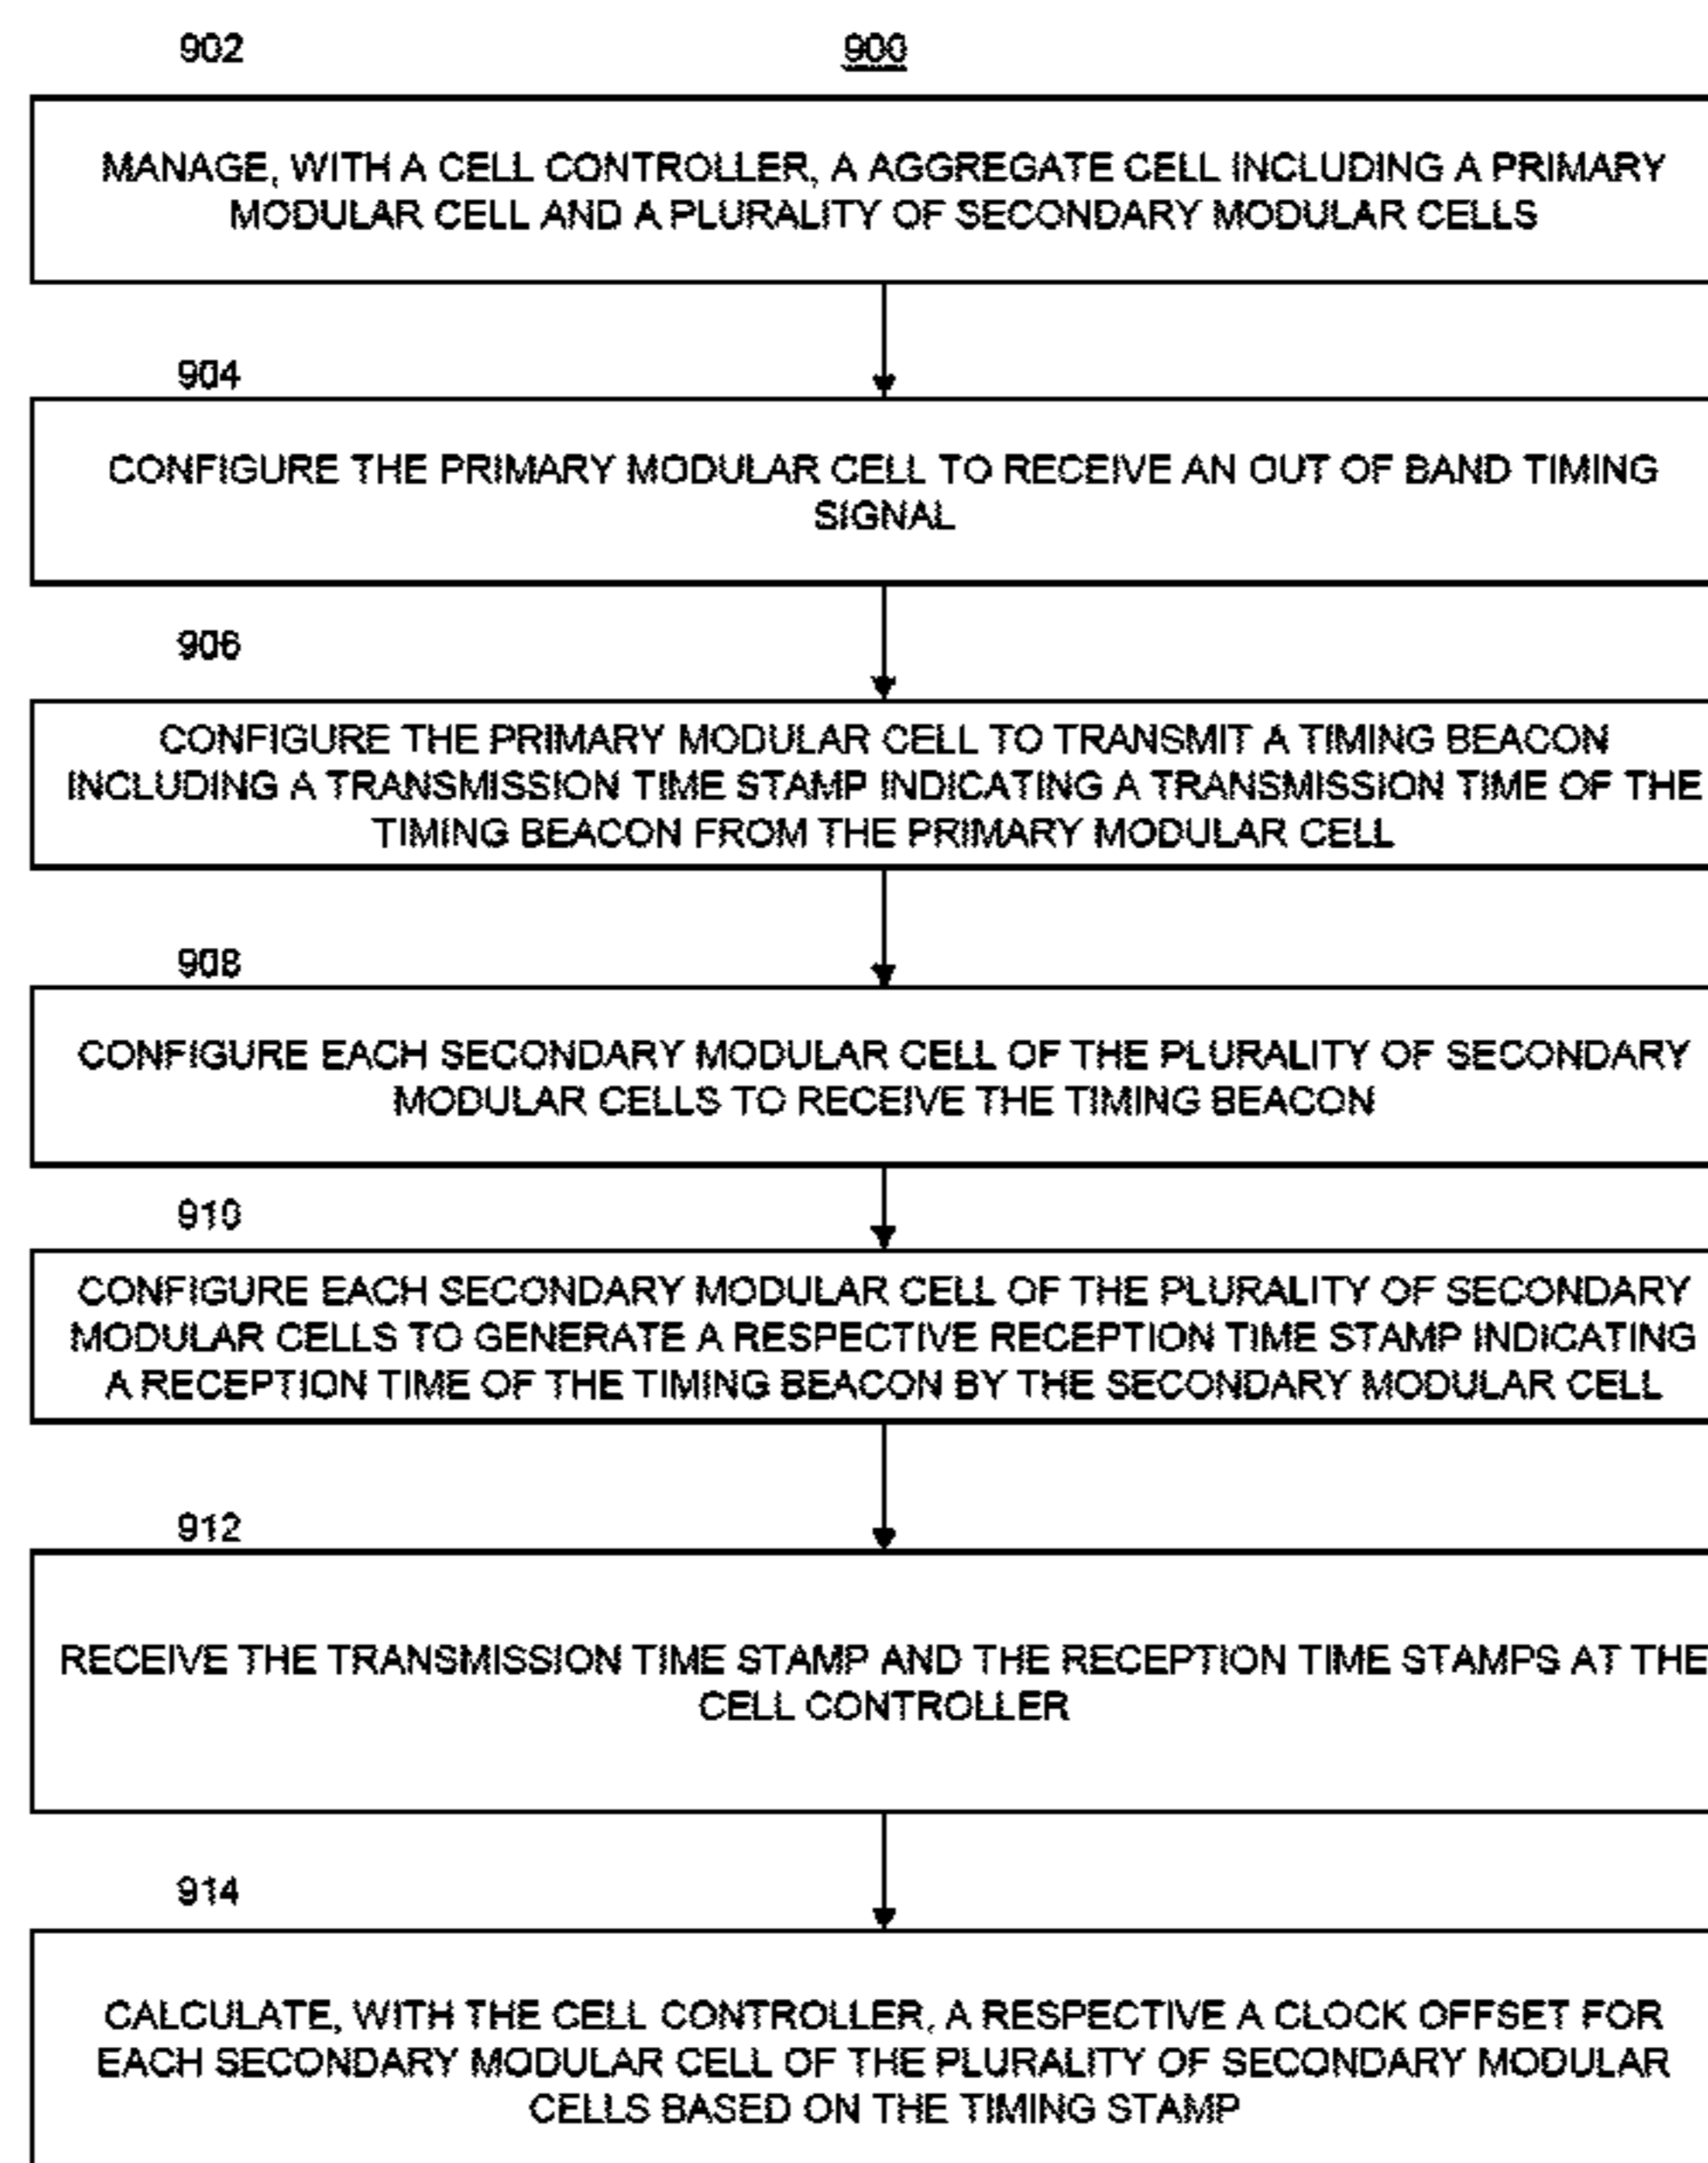 902
900
MANAGE, WITH A CELL CONTROLLER, A AGGREGATE CELL INCLUDING A PRIMARY
MODULAR CELL AND A PLURALITY OF SECONDARY MODULAR CELLS
904
CONFIGURE THE PRIMARY MODULAR CELL TO RECEIVE AN OUT OF BAND TIMING
SIGNAL
906
CONFIGURE THE PRIMARY MODULAR CELL TO TRANSMIT A TIMING BEACON
INCLUDING A TRANSMISSION TIME STAMP INDICATING A TRANSMISSION TIME OF THE
TIMING BEACON FROM THE PRIMARY MODULAR CELL
908
CONFIGURE EACH SECONDARY MODULAR CELL OF THE PLURALITY OF SECONDARY
MODULAR CELLS TO RECEIVE THE TIMING BEACON
910
CONFIGURE EACH SECONDARY MODULAR CELL OF THE PLURALITY OF SECONDARY
MODULAR CELLS TO GENERATE A RESPECTIVE RECEPTION TIME STAMP INDICATING
A RECEPTION TIME OF THE TIMING BEACON BY THE SECONDARY MODULAR CELL
912
RECEIVE THE TRANSMISSION TIME STAMP AND THE RECEPTION TIME STAMPS AT THE
CELL CONTROLLER
914
CALCULATE, WITH THE CELL CONTROLLER, A RESPECTIVE A CLOCK OFFSET FOR
EACH SECONDARY MODULAR CELL OF THE PLURALITY OF SECONDARY MODULAR
CELLS BASED ON THE TIMING STAMP